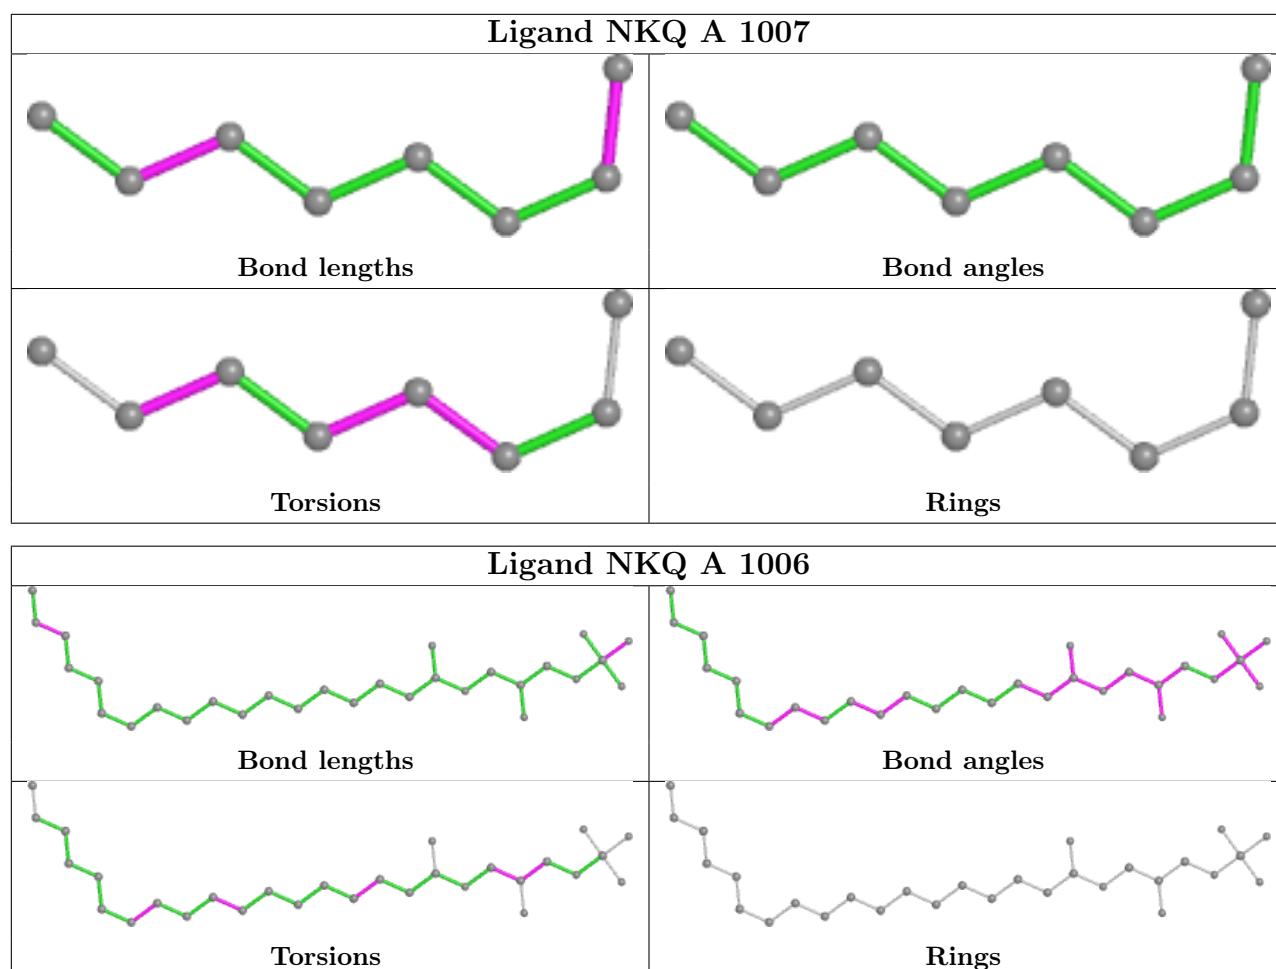 Ligand NKQ A 1007
Bond lengths
Bond angles
Torsions
Rings
Ligand NKQ A 1006
Bond lengths
Bond angles
Torsions
Rings